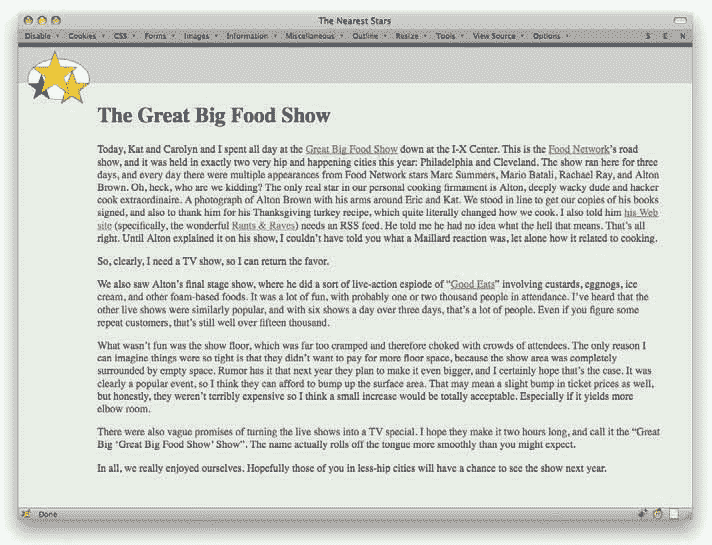 The Nearest Stars
Disable Cookies CSS Forms Images Information Miscellaneous Outline Resize Tools View Source Options S E N
The Great Big Food Show
Today, Kat and Carolyn and I spent all day at the Great Big Food Show down at the I-X Center. This is the Food Network's road
show, and it was held in exactly two very hip and happening cities this year: Philadelphia and Cleveland. The show ran here for three
days, and every day there were multiple appearances from Food Network stars Marc Summers, Mario Batali, Rachael Ray, and Alton
Brown. Oh, heck, who are we kidding? The only real star in our personal cooking firmament is Alton, deeply wacky dude and hacker
cook extraordinaire. A photograph of Alton Brown with his arms around Eric and Kat. We stood in line to get our copies of his books
signed, and also to thank him for his Thanksgiving turkey recipe, which quite literally changed how we cook. I also told him his Web
site (specifically, the wonderful Rants & Raves) needs an RSS feed. He told me he had no idea what the hell that means. That's all
right. Until Alton explained it on his show, I couldn't have told you what a Maillard reaction was, let alone how it related to cooking.
So, clearly, I need a TV show, so I can return the favor.
We also saw Alton's final stage show, where he did a sort of live-action espiode of "Good Eats" involving custards, eggnogs, ice
cream, and other foam-based foods. It was a lot of fun, with probably one or two thousand people in attendance. I've heard that the
other live shows were similarly popular, and with six shows a day over three days, that's a lot of people. Even if you figure some
repeat customers, that's still well over fifteen thousand.
What wasn't fun was the show floor, which was far too cramped and therefore choked with crowds of attendees. The only reason I
can imagine things were so tight is that they didn't want to pay for more floor space, because the show area was completely
surrounded by empty space. Rumor has it that next year they plan to make it even bigger, and I certainly hope that's the case. It was
clearly a popular event, so I think they can afford to bump up the surface area. That may mean a slight bump in ticket prices as well,
but honestly, they weren't terribly expensive so I think a small increase would be totally acceptable. Especially if it yields more
elbow room.
There were also vague promises of turning the live shows into a TV special. I hope they make it two hours long, and call it the "Great
Big 'Great Big Food Show' Show". The name actually rolls off the tongue more smoothly than you might expect.
In all, we really enjoyed ourselves. Hopefully those of you in less-hip cities will have a chance to see the show next year.
Done